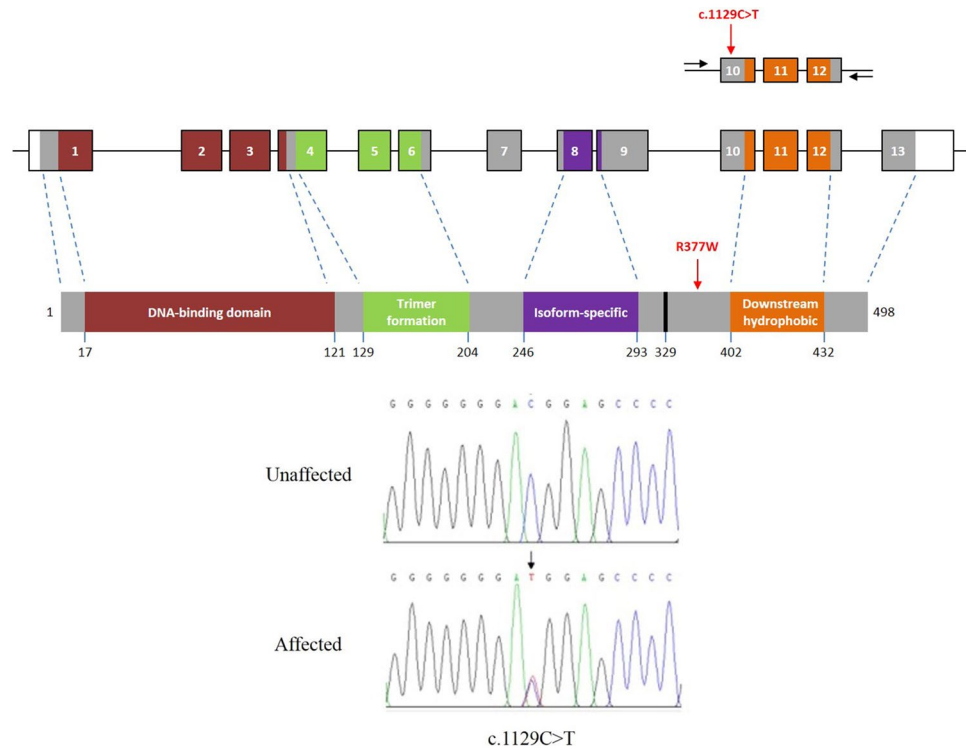 c.1129C>T
10 11 12
1 2 3 4 5 6 7 8 9 10 11 12 13
R377W
1 DNA-binding domain Trimer formation Isoform-specific Downstream hydrophobic 498
17 121 129 204 246 293 329 402 432
G G G G G G G A C G G A G C C C C
Unaffected
G G G G G G G A T G G A G C C C C
Affected
c.1129C>T